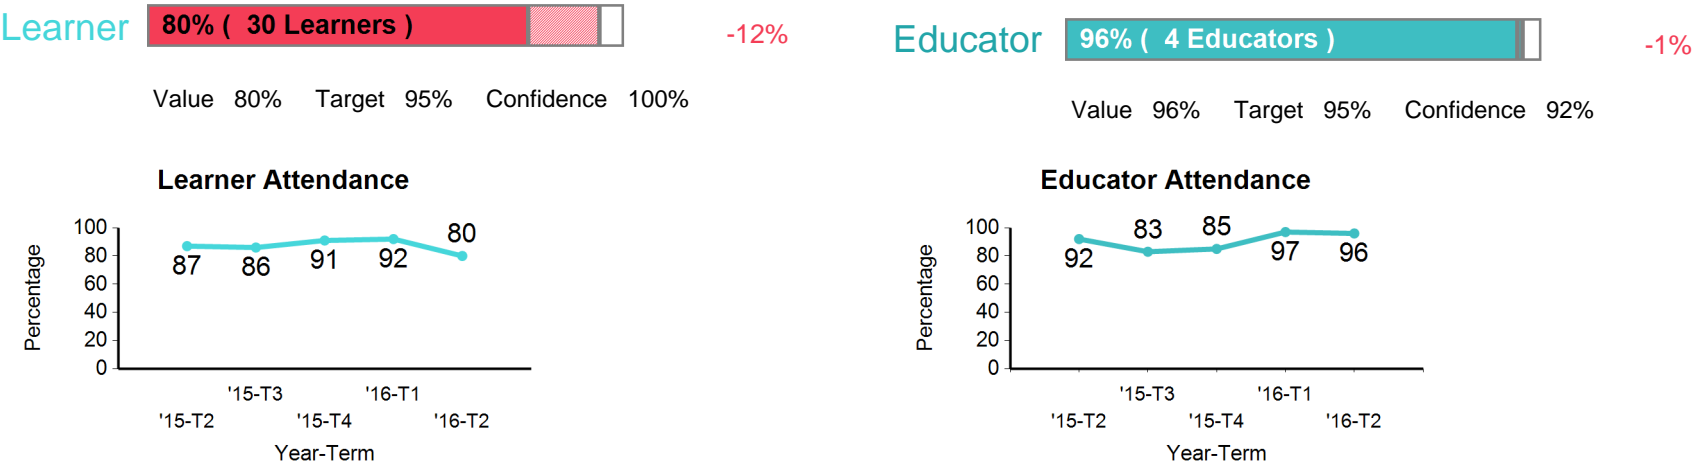 Learner 80% ( 30 Learners ) -12%
Value 80% Target 95% Confidence 100%
Learner Attendance
Percentage
100
80
60
40
20
0
87 86 91 92 80
'15-T2 '15-T3 '15-T4 '16-T1 '16-T2
Year-Term
Educator 96% ( 4 Educators ) -1%
Value 96% Target 95% Confidence 92%
Educator Attendance
Percentage
100
80
60
40
20
0
92 83 85 97 96
'15-T2 '15-T3 '15-T4 '16-T1 '16-T2
Year-Term